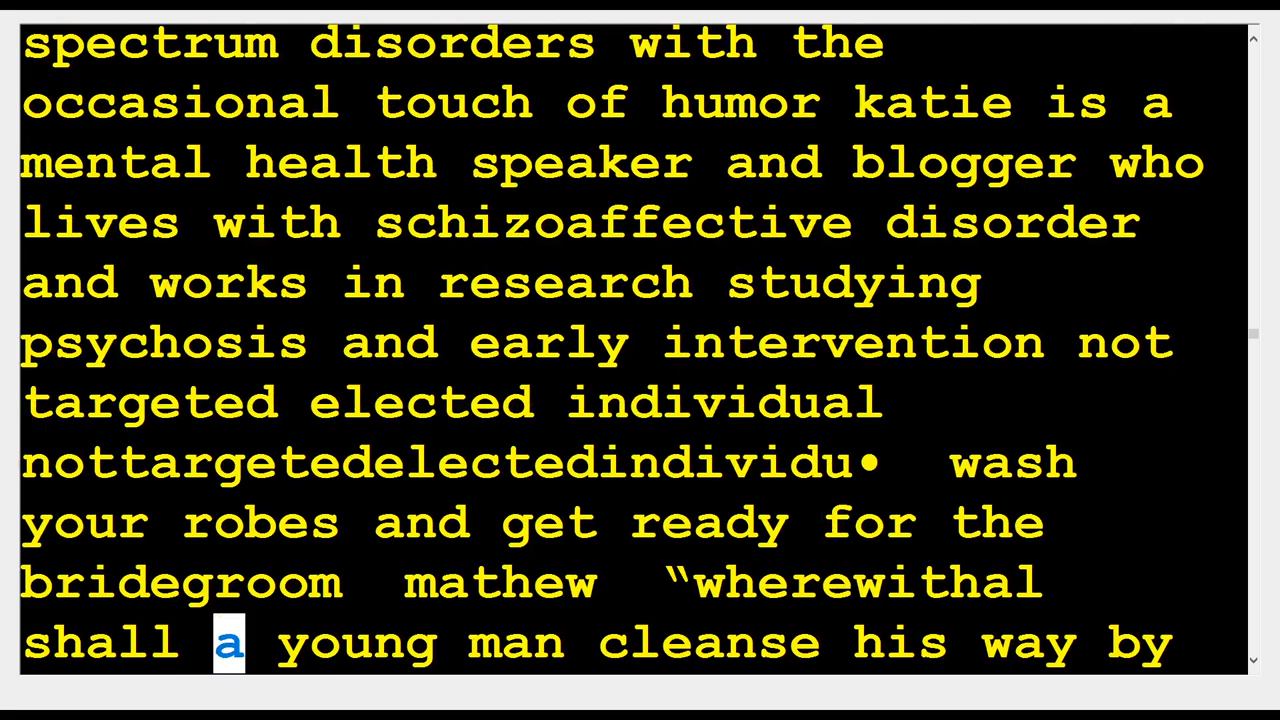 spectrum disorders with the
occasional touch of humor katie is a
mental health speaker and blogger who
lives with schizoaffective disorder
and works in research studying
psychosis and early intervention not
targeted elected individual
nottargetedelectedindividu•  wash
your robes and get ready for the
bridegroom  mathew  “wherewithal
shall a young man cleanse his way by